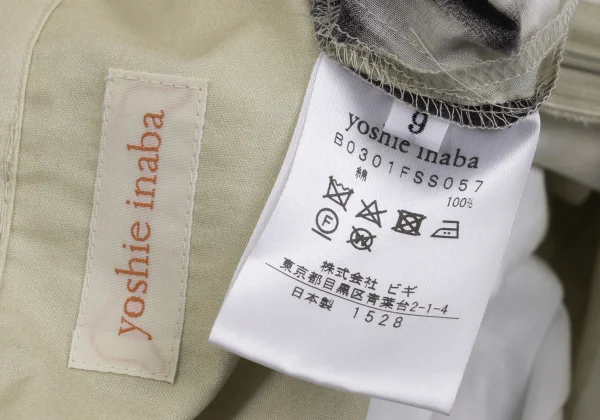 yoshie inaba
9
yoshie inaba
B0301FSS057
綿
100%
F
W
株式会社 ビギ
東京都目黒区青葉台2-1-4
日本製 1528